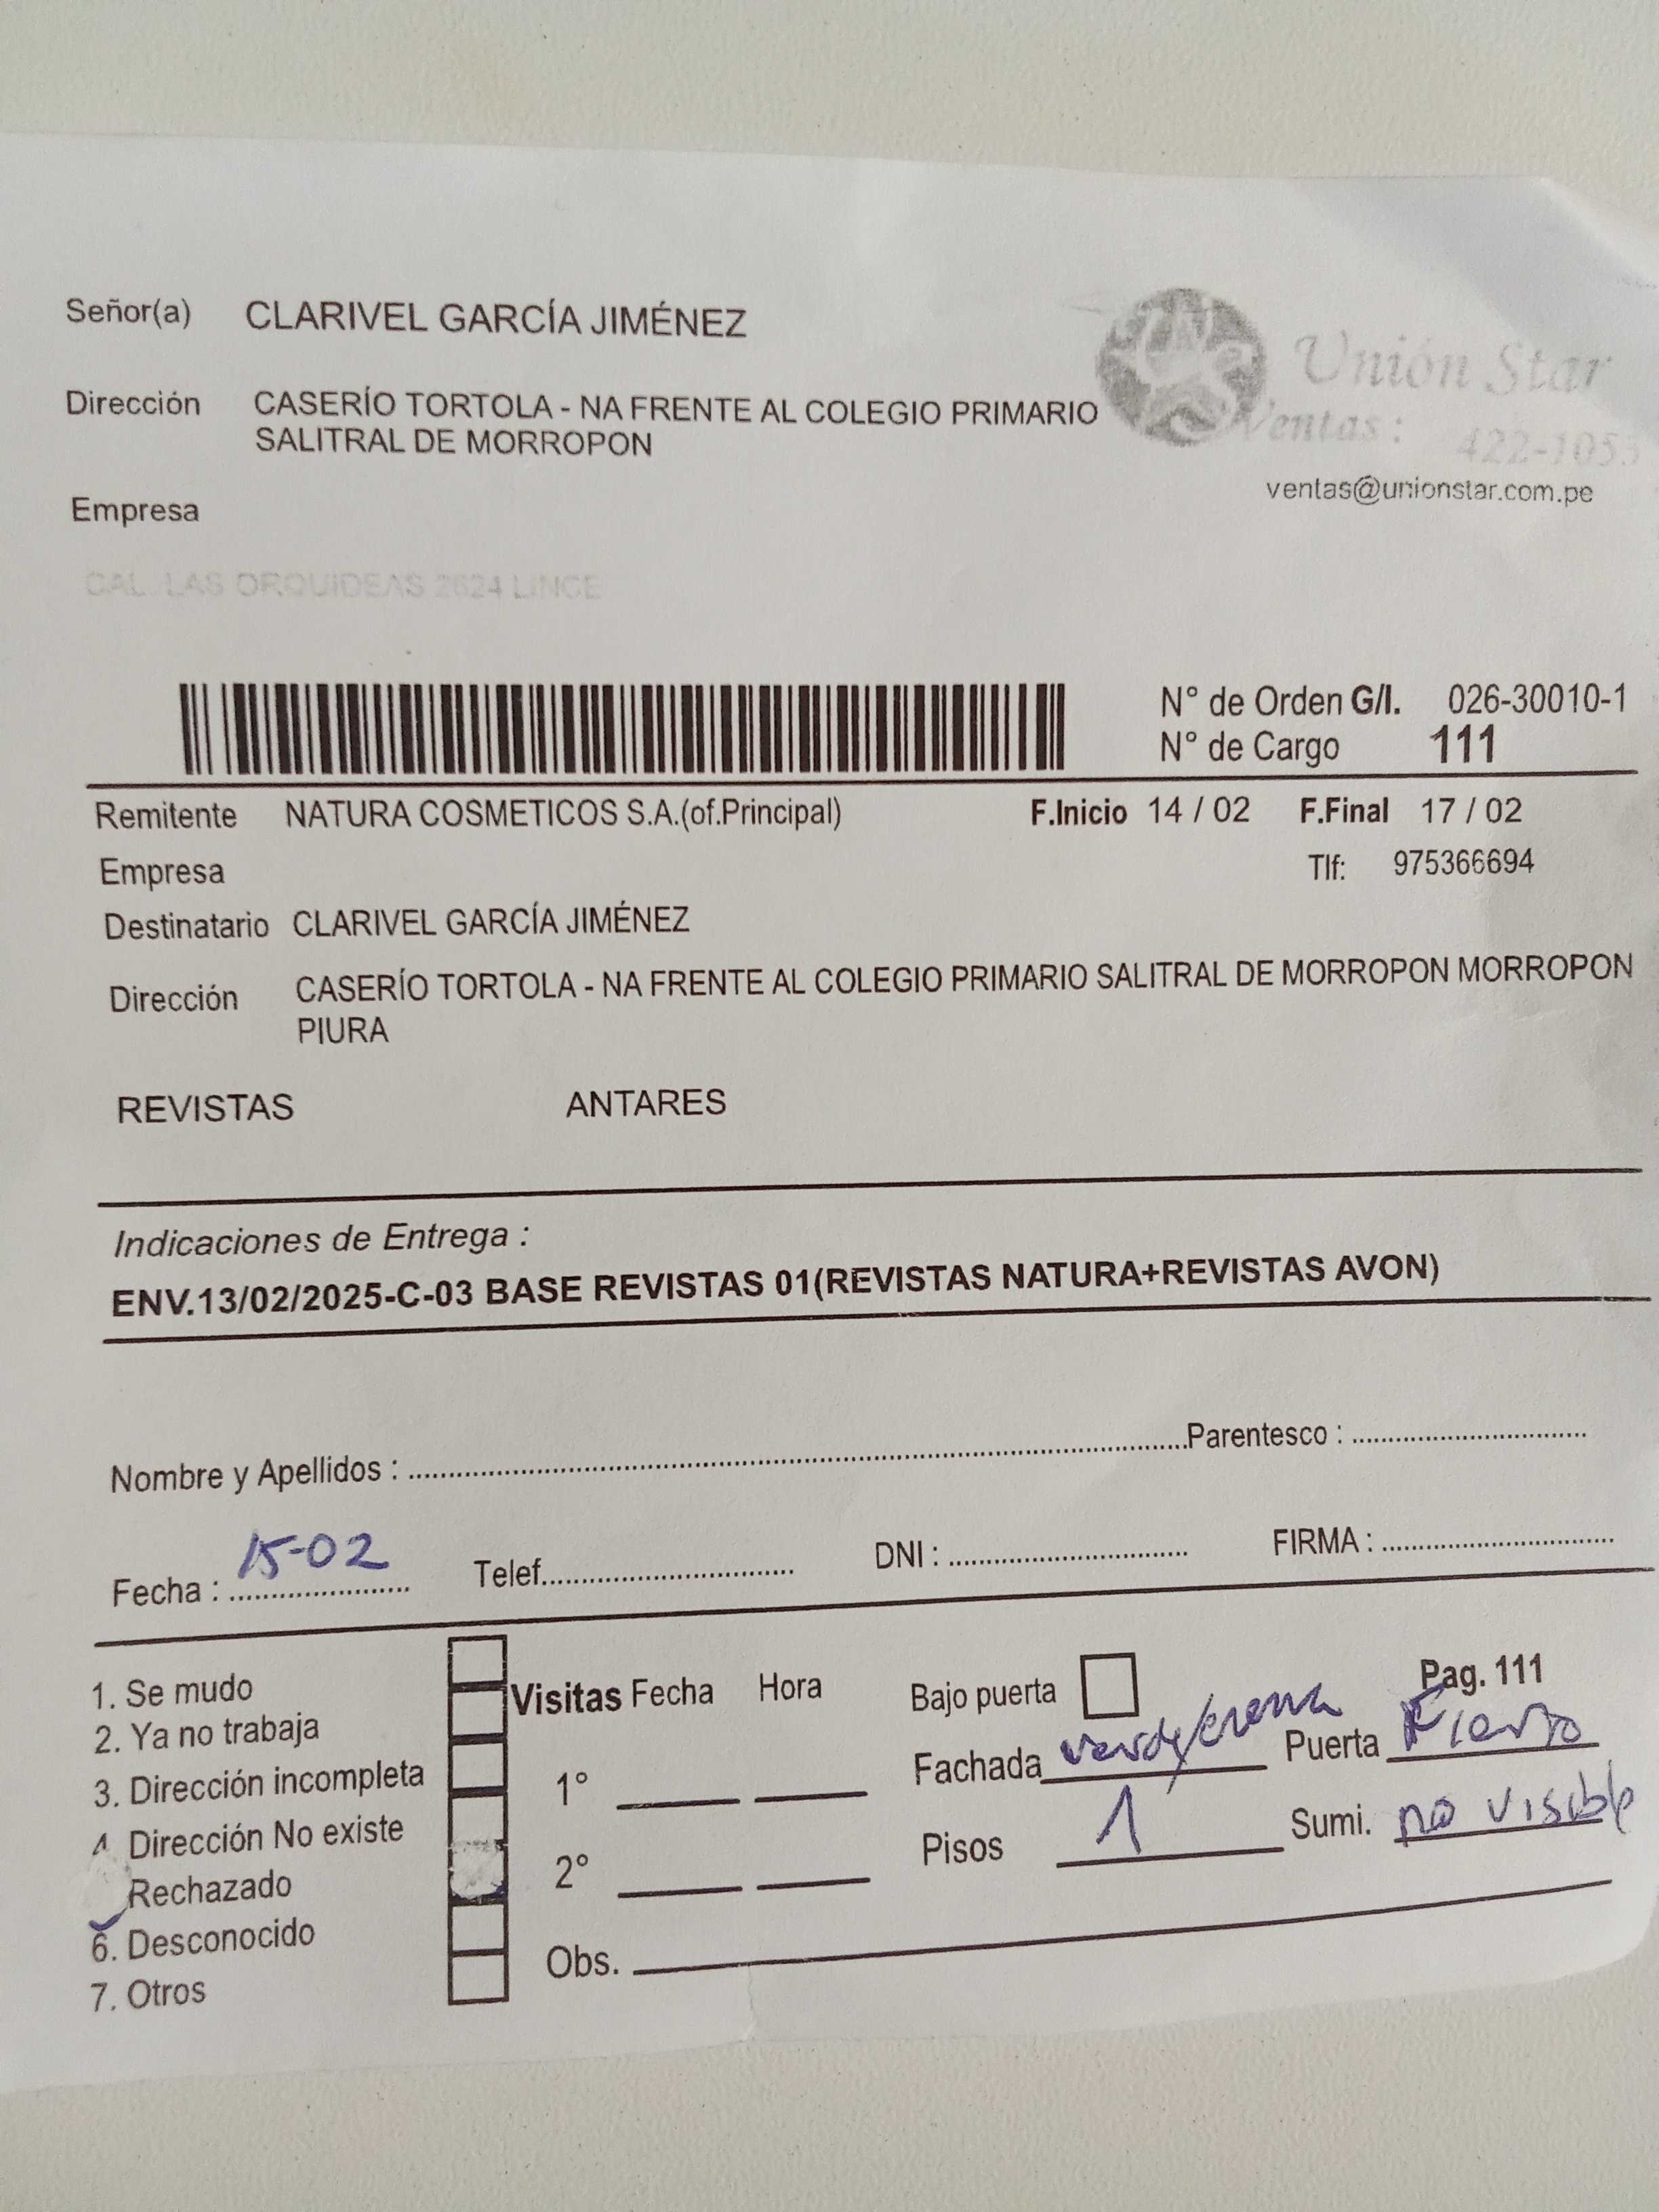 Señor(a) CLARIVEL GARCÍA JIMÉNEZ
Unión Star
Dirección CASERÍO TORTOLA - NA FRENTE AL COLEGIO PRIMARIO
SALITRAL DE MORROPON
Ventas: 422-1053
ventas@unionstar.com.pe
Empresa
CAL. LAS ORQUIDEAS 2624 LINCE
N° de Orden G/I. 026-30010-1
N° de Cargo 111
Remitente NATURA COSMETICOS S.A.(of.Principal) F.Inicio 14 / 02 F.Final 17 / 02
Empresa Tlf: 975366694
Destinatario CLARIVEL GARCÍA JIMÉNEZ
Dirección CASERÍO TORTOLA - NA FRENTE AL COLEGIO PRIMARIO SALITRAL DE MORROPON MORROPON
PIURA
REVISTAS ANTARES
Indicaciones de Entrega :
ENV.13/02/2025-C-03 BASE REVISTAS 01(REVISTAS NATURA+REVISTAS AVON)
Nombre y Apellidos : Parentesco :
Fecha : 15-02 Telef. DNI : FIRMA :
1. Se mudo
2. Ya no trabaja
3. Dirección incompleta
4. Dirección No existe
Rechazado
6. Desconocido
7. Otros
Visitas Fecha Hora
1°
2°
Obs.
Bajo puerta Pag. 111
Fachada verde/crema Puerta Fierro
Pisos 1 Sumi. no visible